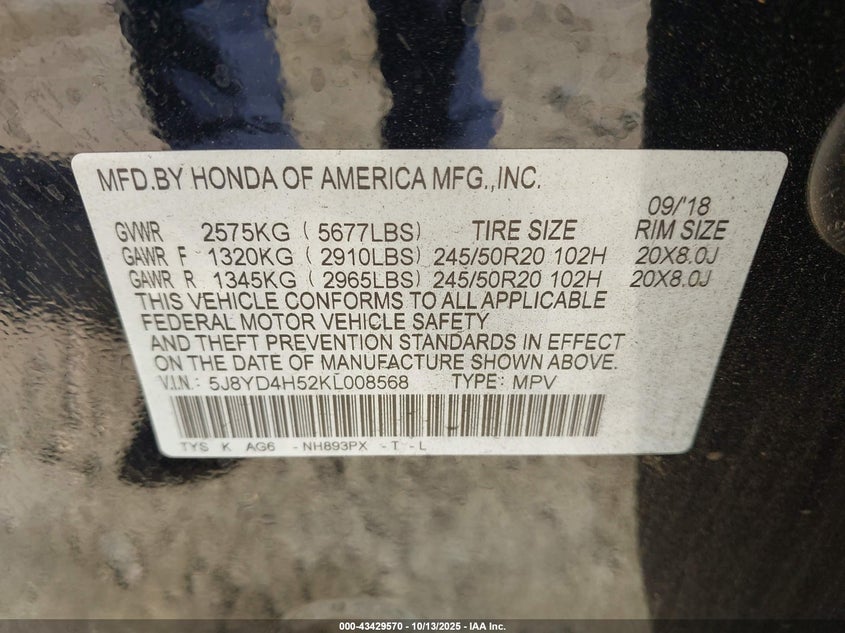 MFD.BY HONDA OF AMERICA MFG.,INC.
09/'18
GVWR 2575KG ( 5677LBS) TIRE SIZE RIM SIZE
GAWR F 1320KG (2910LBS) 245/50R20 102H 20X8.0J
GAWR R 1345KG (2965LBS) 245/50R20 102H 20X8.0J
THIS VEHICLE CONFORMS TO ALL APPLICABLE
FEDERAL MOTOR VEHICLE SAFETY
AND THEFT PREVENTION STANDARDS IN EFFECT
ON THE DATE OF MANUFACTURE SHOWN ABOVE.
V.I.N.: 5J8YD4H52KL008568 TYPE: MPV
TYS K AG6 -NH893PX -T -L
000-43429570 - 10/13/2025 - IAA Inc.